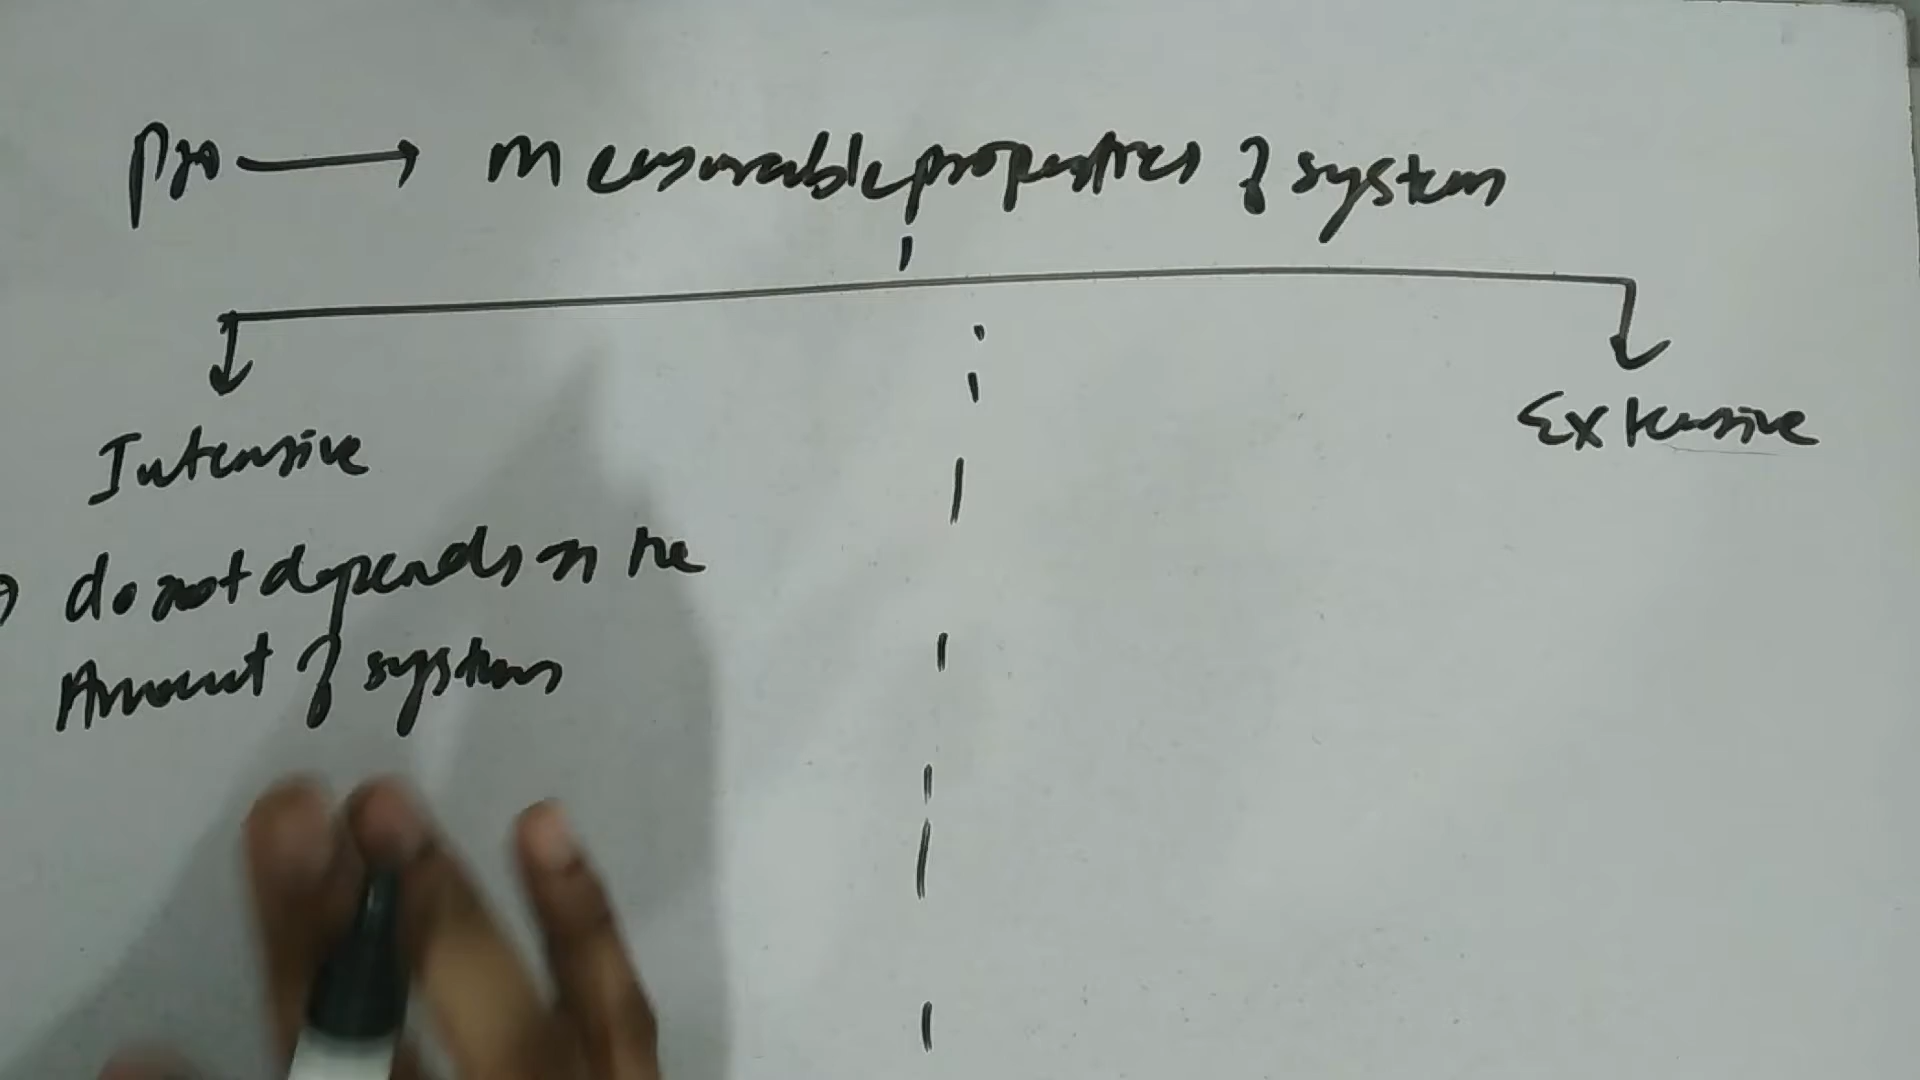 Pro → Measurable properties of system
Intensive
Extensive
do not depends on the
Amount of system